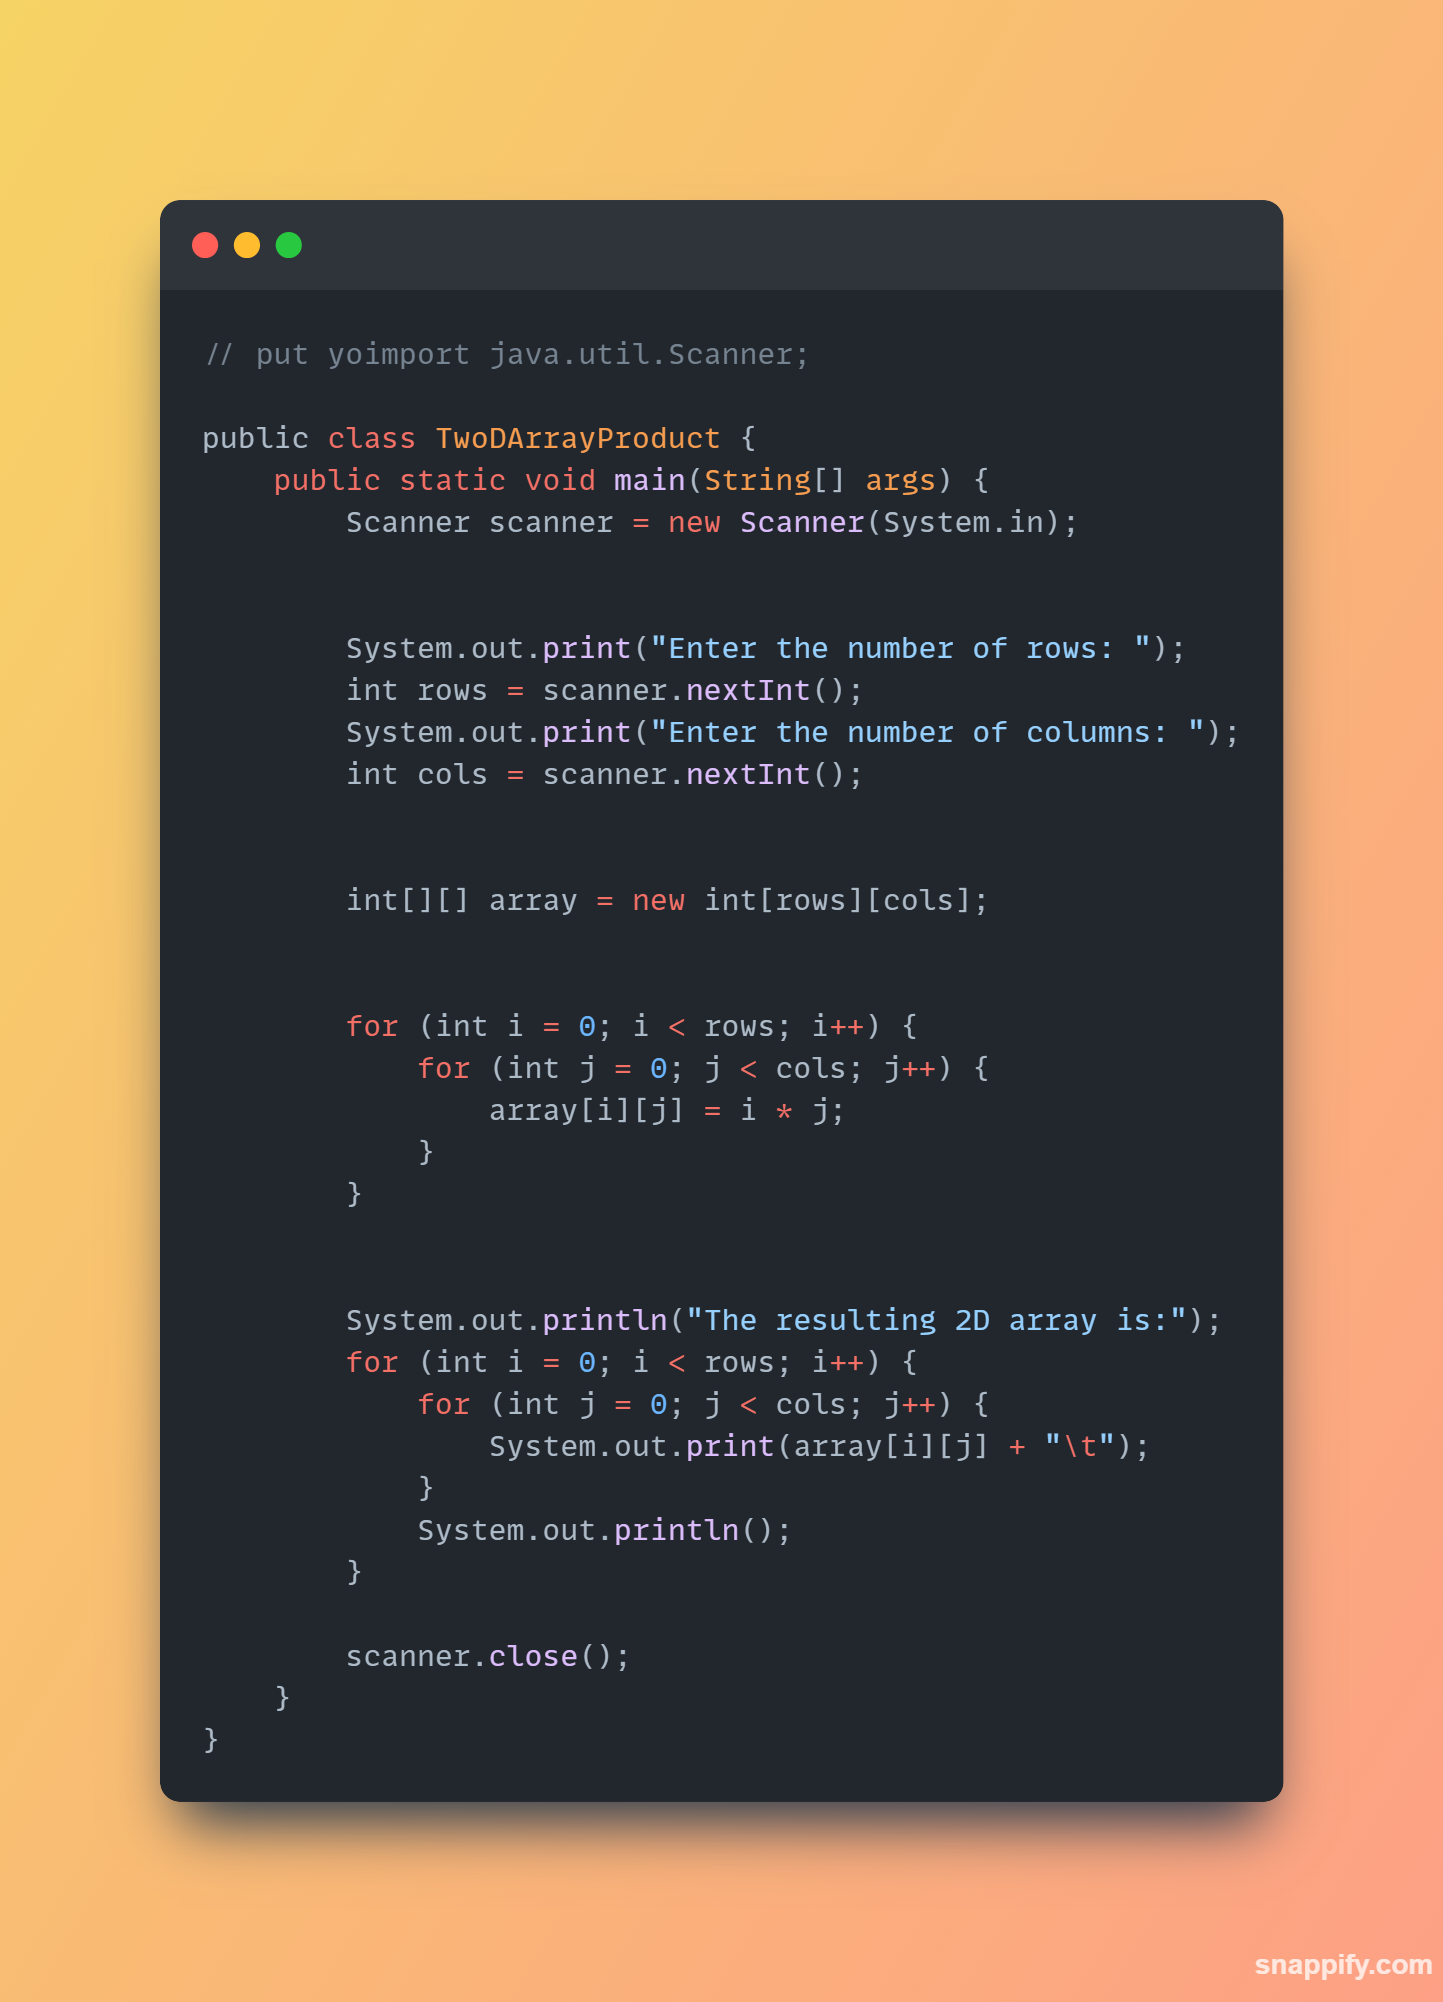 // put yoimport java.util.Scanner;
public class TwoDArrayProduct {
    public static void main(String[] args) {
        Scanner scanner = new Scanner(System.in);
        System.out.print("Enter the number of rows: ");
        int rows = scanner.nextInt();
        System.out.print("Enter the number of columns: ");
        int cols = scanner.nextInt();
        int[][] array = new int[rows][cols];
        for (int i = 0; i < rows; i++) {
            for (int j = 0; j < cols; j++) {
                array[i][j] = i * j;
            }
        }
        System.out.println("The resulting 2D array is:");
        for (int i = 0; i < rows; i++) {
            for (int j = 0; j < cols; j++) {
                System.out.print(array[i][j] + "\t");
            }
            System.out.println();
        }
        scanner.close();
    }
}
snappify.com